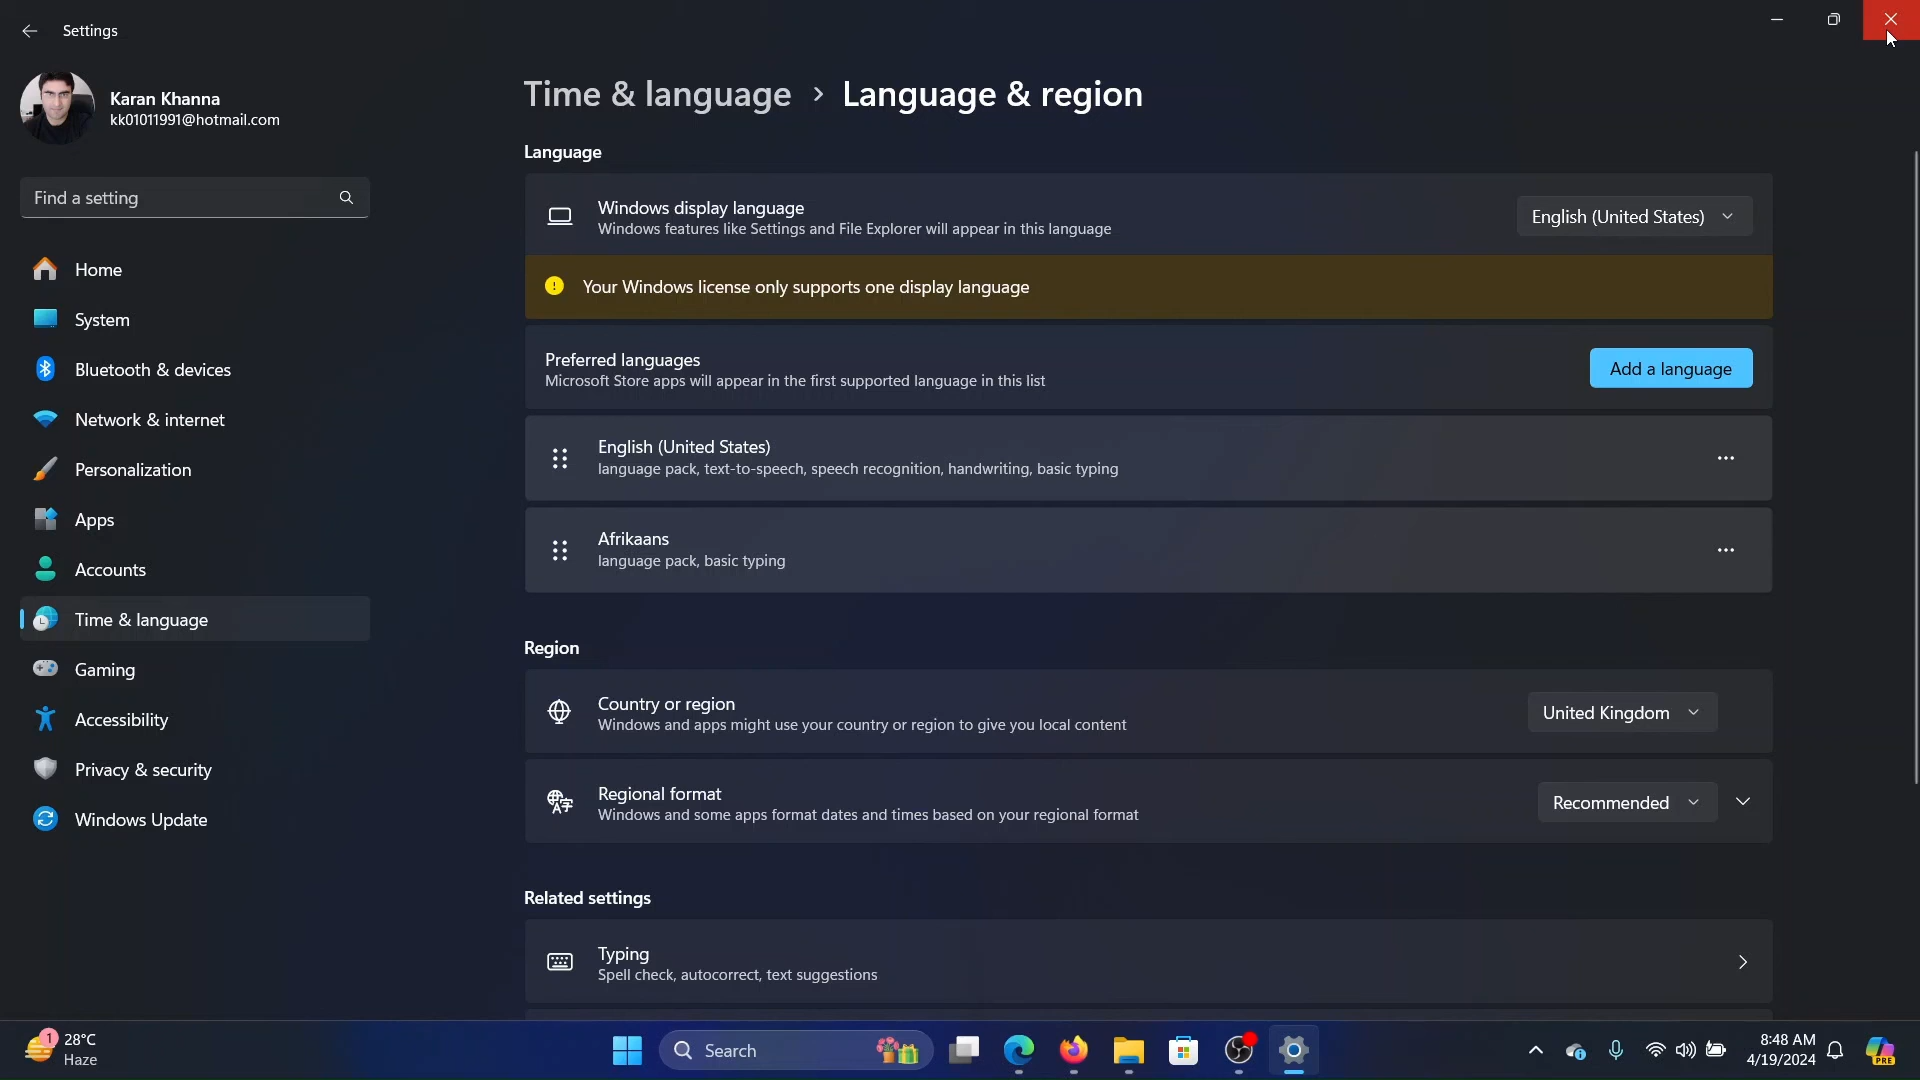 Settings
Karan Khanna
kk01011991@hotmail.com
Find a setting
Home
System
Bluetooth & devices
Network & internet
Personalization
Apps
Accounts
Time & language
Gaming
Accessibility
Privacy & security
Windows Update
Time & language > Language & region
Language
Windows display language
Windows features like Settings and File Explorer will appear in this language
English (United States)
Your Windows license only supports one display language
Preferred languages
Microsoft Store apps will appear in the first supported language in this list
Add a language
English (United States)
language pack, text-to-speech, speech recognition, handwriting, basic typing
Afrikaans
language pack, basic typing
Region
Country or region
Windows and apps might use your country or region to give you local content
United Kingdom
Regional format
Windows and some apps format dates and times based on your regional format
Recommended
Related settings
Typing
Spell check, autocorrect, text suggestions
1
28°C
Haze
Search
8:48 AM
4/19/2024
PRE